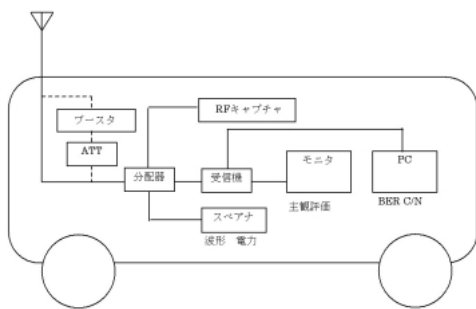 RFキャプチャ
ブースタ
ATT
分配器
受信機
モニタ
PC
主観評価
BER C/N
スペアナ
波形 電力